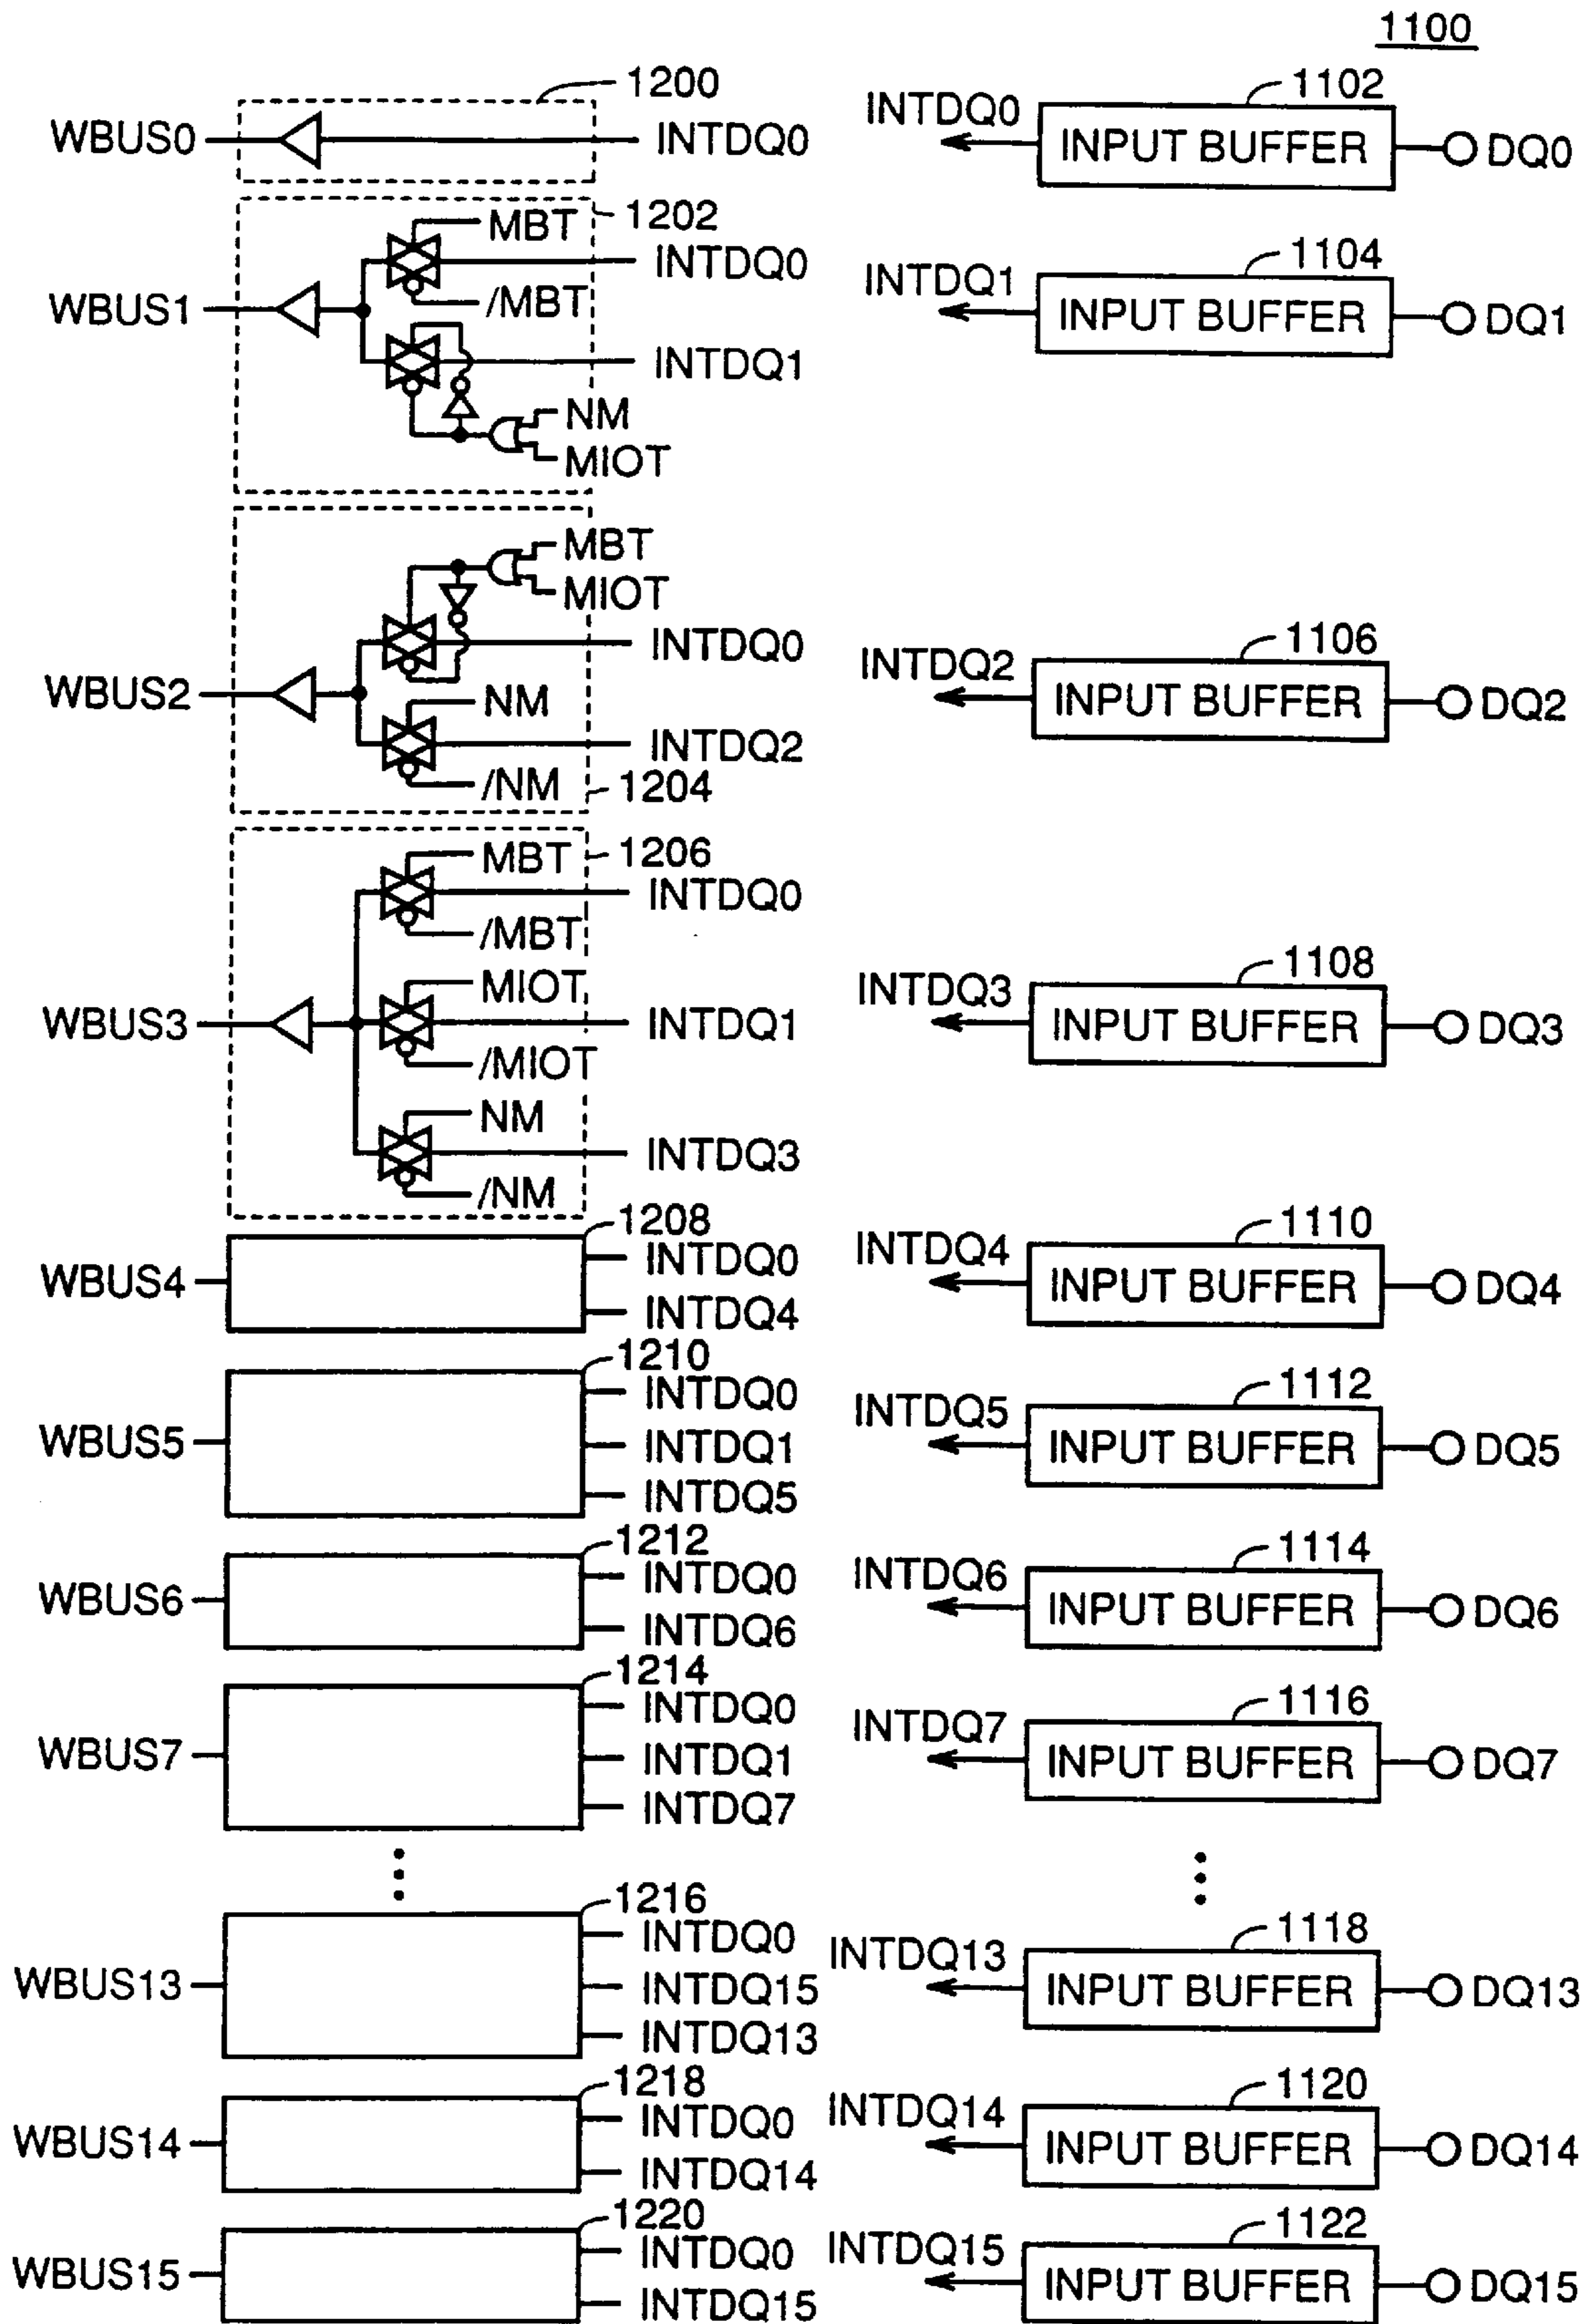 1100
1200
WBUS0
INTDQ0
INTDQ0
1102
INPUT BUFFER
DQ0
1202
MBT
INTDQ0
/MBT
WBUS1
INTDQ1
NM
MIOT
INTDQ1
1104
INPUT BUFFER
DQ1
MBT
MIOT
INTDQ0
WBUS2
NM
INTDQ2
/NM
1204
INTDQ2
1106
INPUT BUFFER
DQ2
MBT
1206
INTDQ0
/MBT
MIOT
WBUS3
INTDQ1
/MIOT
NM
INTDQ3
/NM
INTDQ3
1108
INPUT BUFFER
DQ3
1208
WBUS4
INTDQ0
INTDQ4
INTDQ4
1110
INPUT BUFFER
DQ4
1210
WBUS5
INTDQ0
INTDQ1
INTDQ5
INTDQ5
1112
INPUT BUFFER
DQ5
1212
WBUS6
INTDQ0
INTDQ6
INTDQ6
1114
INPUT BUFFER
DQ6
1214
WBUS7
INTDQ0
INTDQ1
INTDQ7
INTDQ7
1116
INPUT BUFFER
DQ7
1216
WBUS13
INTDQ0
INTDQ15
INTDQ13
INTDQ13
1118
INPUT BUFFER
DQ13
1218
WBUS14
INTDQ0
INTDQ14
INTDQ14
1120
INPUT BUFFER
DQ14
1220
WBUS15
INTDQ0
INTDQ15
INTDQ15
1122
INPUT BUFFER
DQ15